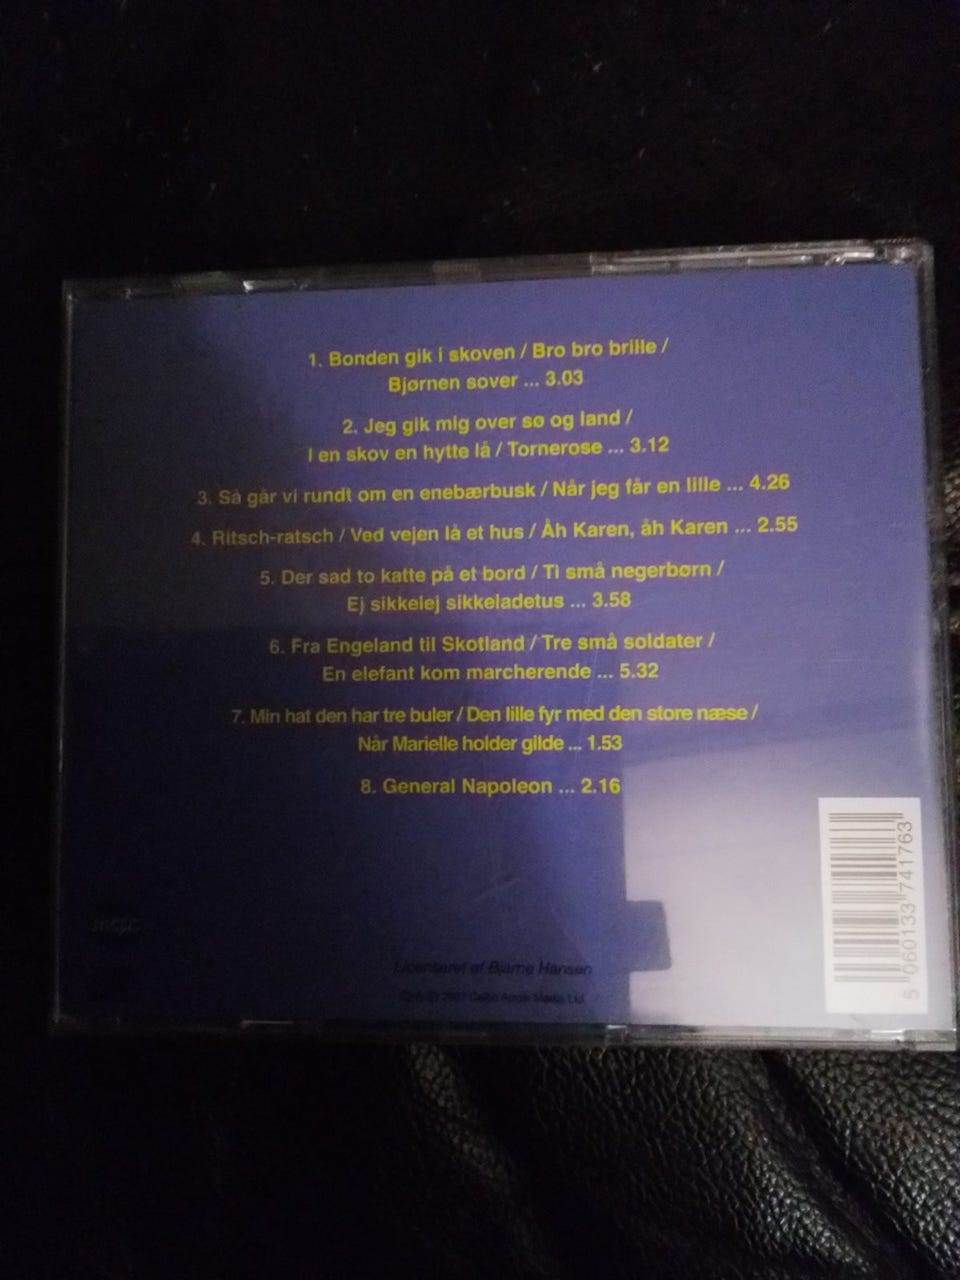 1. Bonden gik i skoven / Bro bro brille /
Bjørnen sover ... 3.03
2. Jeg gik mig over sø og land /
I en skov en hytte lå / Tornerose ... 3.12
3. Så går vi rundt om en enebærbusk / Når jeg får en lille ... 4.26
4. Ritsch-ratsch / Ved vejen lå et hus / Åh Karen, åh Karen ... 2.55
5. Der sad to katte på et bord / Ti små negerbørn /
Ej sikkelej sikkeladetus ... 3.58
6. Fra Engeland til Skotland / Tre små soldater /
En elefant kom marcherende ... 5.32
7. Min hat den har tre buler / Den lille fyr med den store næse /
Når Marielle holder gilde ... 1.53
8. General Napoleon ... 2.16
Licenseret af Bjarne Hansen
2007 Media Ltd.
5 060133 741763